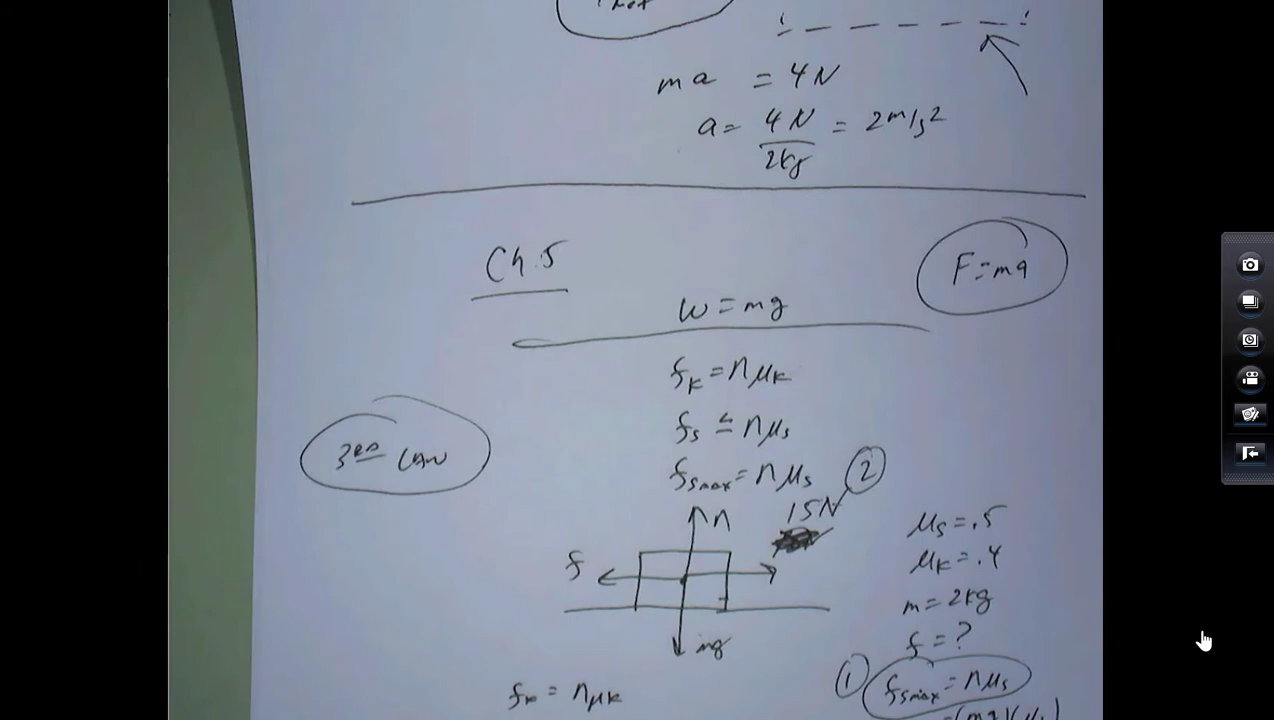 ma = 4N
a = 4N/2kg = 2m/s²
Ch. 5
F=ma
w=mg
fk = nμk
fs ≤ nμs
3RD LAW
fsmax = nμs
2
15N
n
f
mg
μs = .5
μk = .4
m = 2kg
f = ?
1
fsmax = nμs
fk = nμk